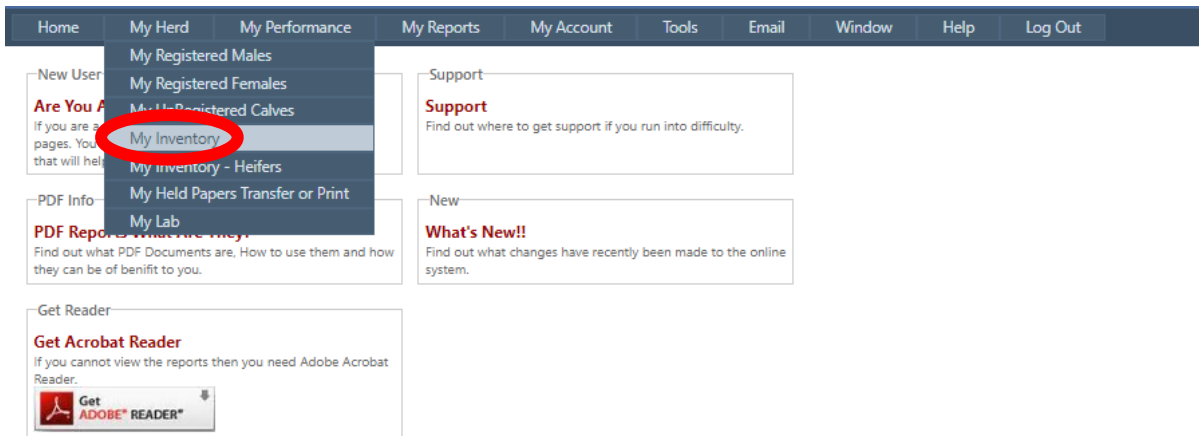 Home My Herd My Performance My Reports My Account Tools Email Window Help Log Out
My Registered Males
My Registered Females
My UnRegistered Calves
My Inventory
My Inventory - Heifers
My Held Papers Transfer or Print
My Lab
New User
Are You A
If you are a
pages. You
that will help
Support
Support
Find out where to get support if you run into difficulty.
PDF Info
PDF Reports What Are They?
Find out what PDF Documents are, How to use them and how
they can be of benifit to you.
New
What's New!!
Find out what changes have recently been made to the online
system.
Get Reader
Get Acrobat Reader
If you cannot view the reports then you need Adobe Acrobat
Reader.
Get
ADOBE® READER®